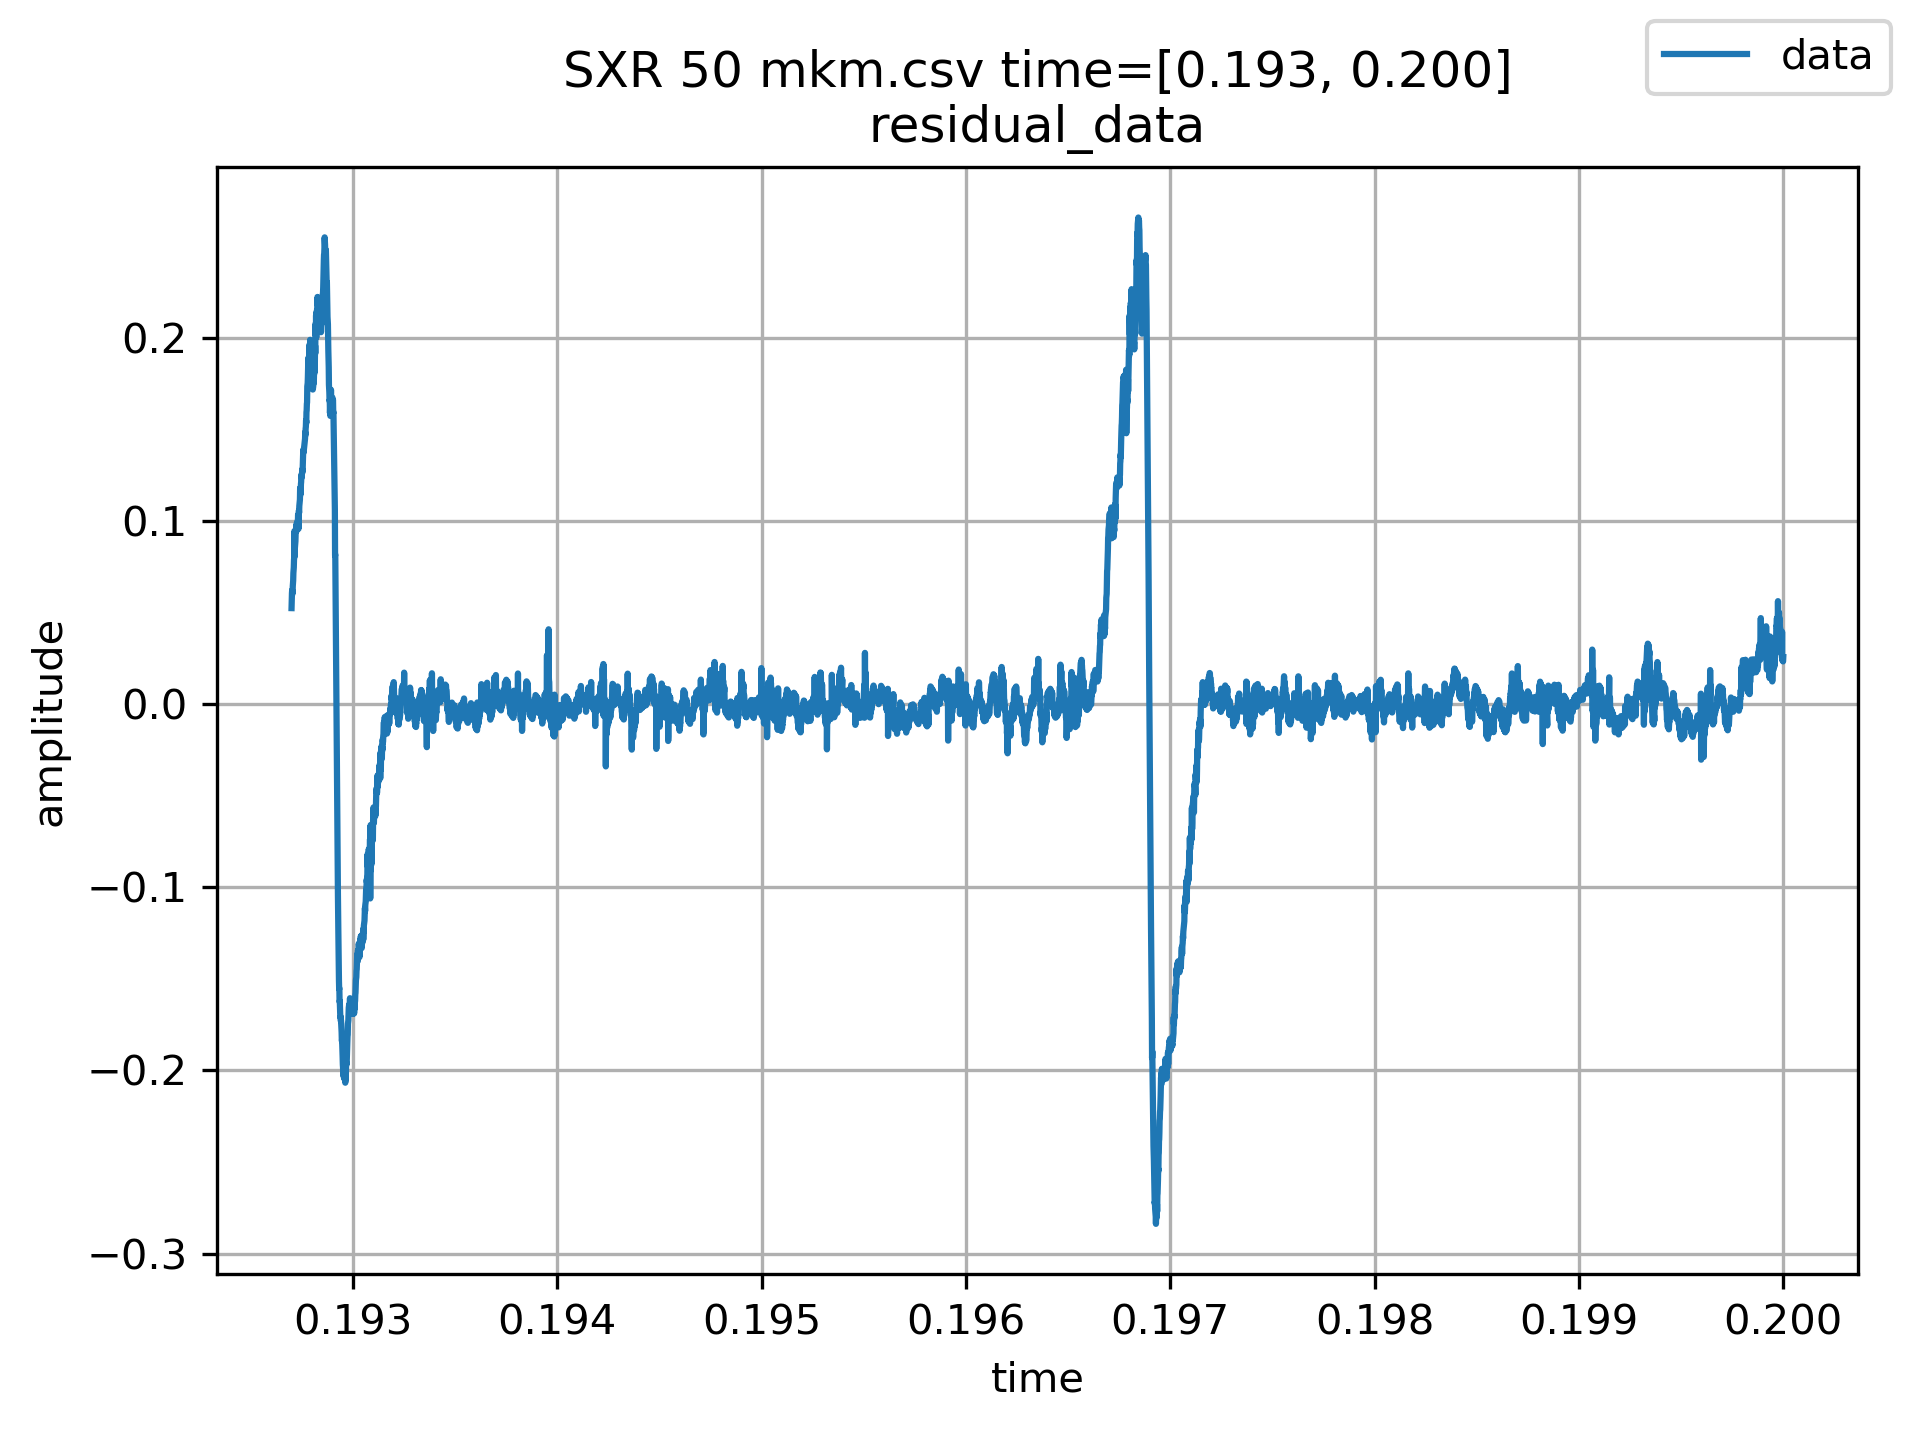 SXR 50 mkm.csv time=[0.193, 0.200]
residual_data
data
0.2
0.1
0.0
−0.1
−0.2
−0.3
amplitude
0.193 0.194 0.195 0.196 0.197 0.198 0.199 0.200
time